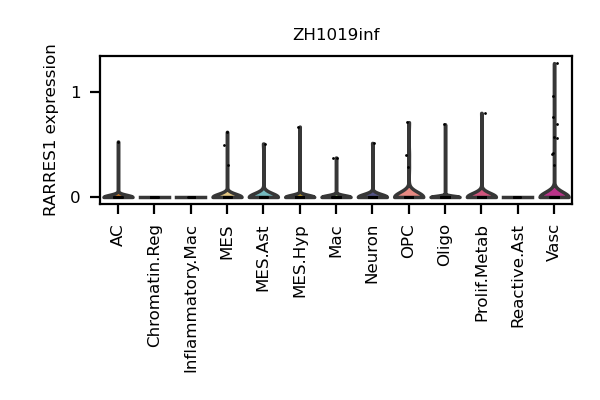 ZH1019inf
RARRES1 expression
1
0
AC
Chromatin.Reg
Inflammatory.Mac
MES
MES.Ast
MES.Hyp
Mac
Neuron
OPC
Oligo
Prolif.Metab
Reactive.Ast
Vasc